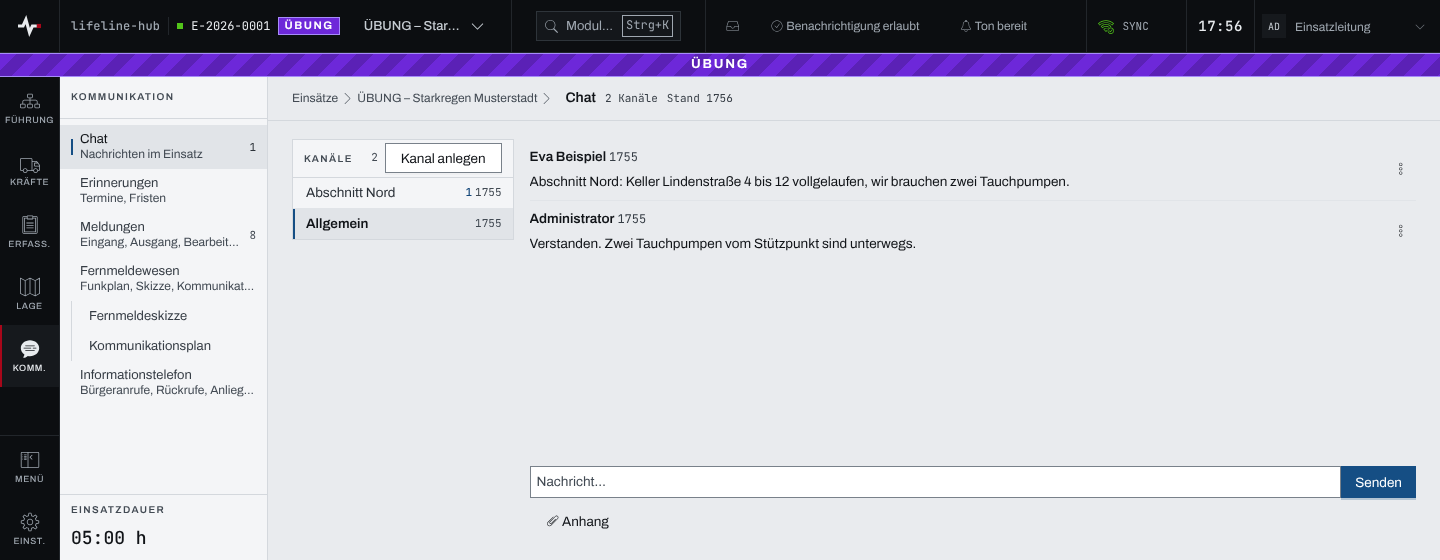 lifeline-hub E-2026-0001 ÜBUNG ÜBUNG – Star... Modul... Strg+K Benachrichtigung erlaubt Ton bereit SYNC 17:56 AD Einsatzleitung
ÜBUNG
FÜHRUNG
KRÄFTE
ERFASS.
LAGE
KOMM.
MENÜ
EINST.
KOMMUNIKATION
Chat
Nachrichten im Einsatz 1
Erinnerungen
Termine, Fristen
Meldungen
Eingang, Ausgang, Bearbeit... 8
Fernmeldewesen
Funkplan, Skizze, Kommunikat...
Fernmeldeskizze
Kommunikationsplan
Informationstelefon
Bürgeranrufe, Rückrufe, Anlieg...
EINSATZDAUER
05:00 h
Einsätze ÜBUNG – Starkregen Musterstadt Chat 2 Kanäle Stand 1756
KANÄLE 2 Kanal anlegen
Abschnitt Nord 1 1755
Allgemein 1755
Eva Beispiel 1755
Abschnitt Nord: Keller Lindenstraße 4 bis 12 vollgelaufen, wir brauchen zwei Tauchpumpen.
Administrator 1755
Verstanden. Zwei Tauchpumpen vom Stützpunkt sind unterwegs.
Nachricht... Senden
Anhang